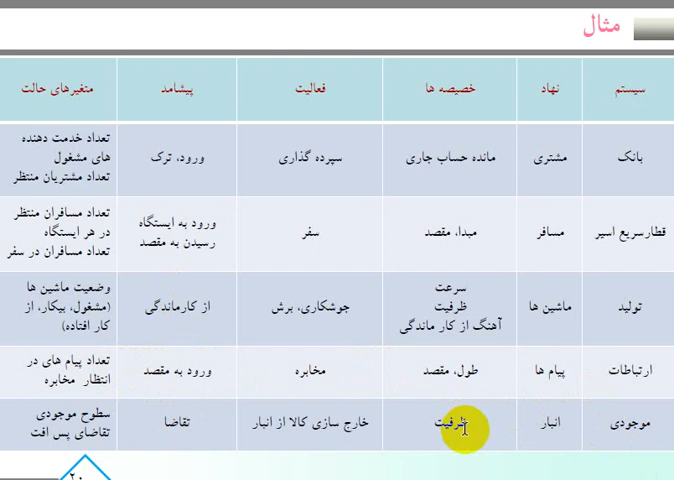 مثال
سیستم
نهاد
خصیصه ها
فعالیت
پیشامد
متغیرهای حالت
بانک
مشتری
مانده حساب جاری
سپرده گذاری
ورود، ترک
تعداد خدمت دهنده
های مشغول
تعداد مشتریان منتظر
قطارسریع اسیر
مسافر
مبدا، مقصد
سفر
ورود به ایستگاه
رسیدن به مقصد
تعداد مسافران منتظر
در هر ایستگاه
تعداد مسافران در سفر
تولید
ماشین ها
سرعت
ظرفیت
آهنگ از کار ماندگی
جوشکاری، برش
از کارماندگی
وضعیت ماشین ها
(مشغول، بیکار، از
کار افتاده)
ارتباطات
پیام ها
طول، مقصد
مخابره
ورود به مقصد
تعداد پیام های در
انتظار مخابره
موجودی
انبار
ظرفیت
خارج سازی کالا از انبار
تقاضا
سطوح موجودی
تقاضای پس افت
۲۰